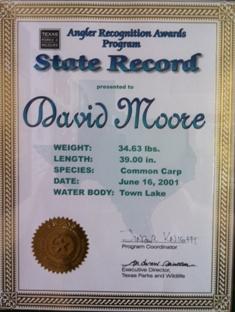 TEXAS
Angler Recognition Awards
Program
State Record
presented to
David Moore
WEIGHT: 34.63 lbs.
LENGTH: 39.00 in.
SPECIES: Common Carp
DATE: June 16, 2001
WATER BODY: Town Lake
Program Coordinator
Executive Director,
Texas Parks and Wildlife